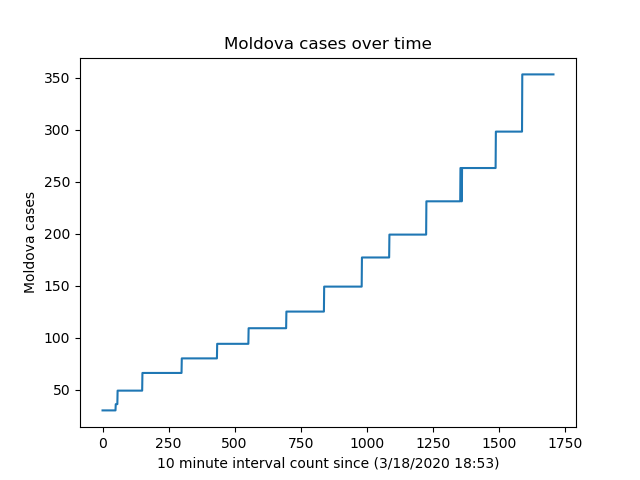 Moldova cases over time
350
300
250
200
150
100
50
Moldova cases
0 250 500 750 1000 1250 1500 1750
10 minute interval count since (3/18/2020 18:53)